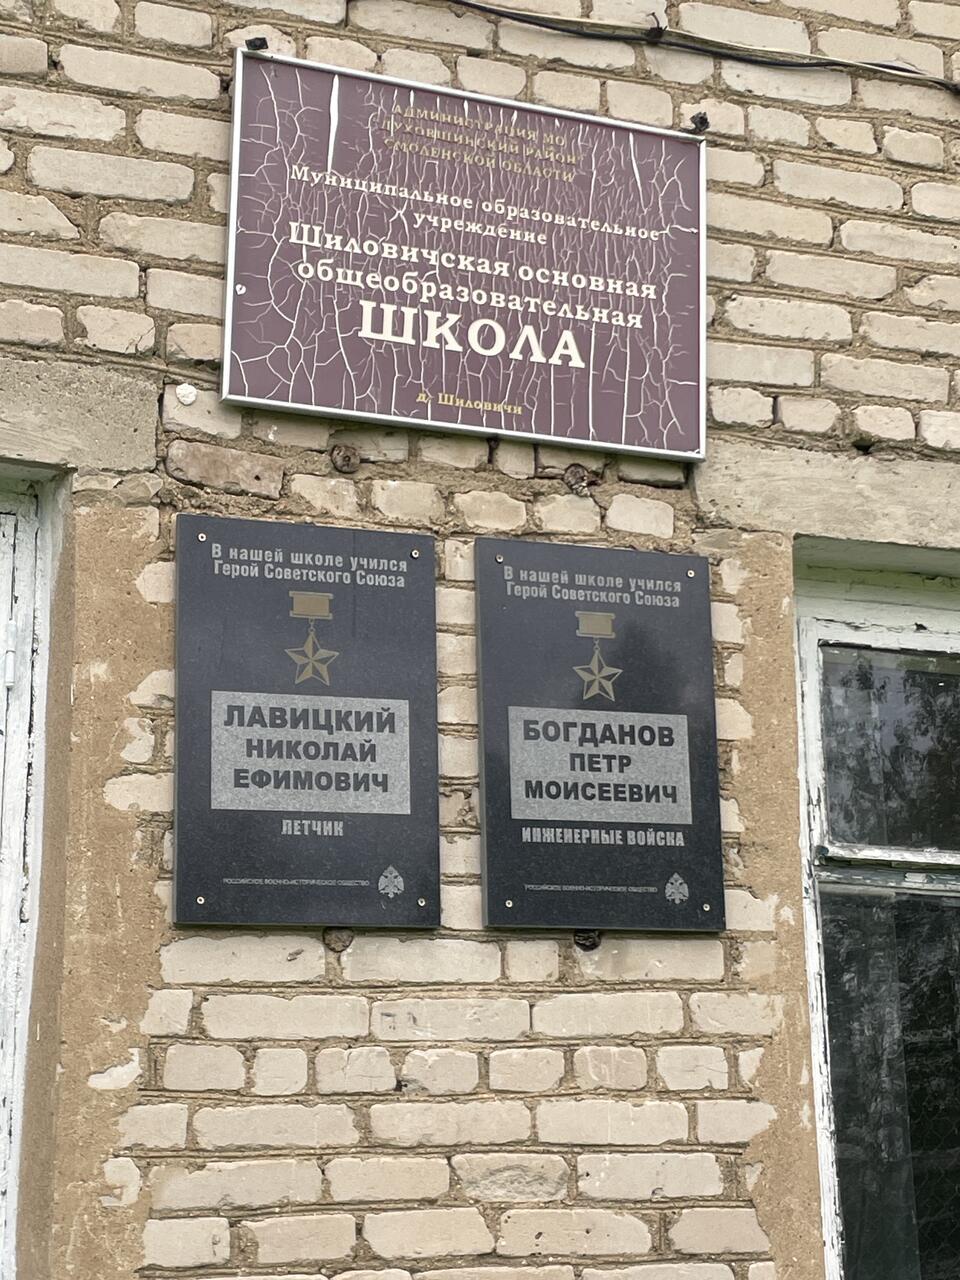 АДМИНИСТРАЦИЯ МО
"ДУХОВЩИНСКИЙ РАЙОН"
СМОЛЕНСКОЙ ОБЛАСТИ
Муниципальное образовательное
учреждение
Шиловичская основная
общеобразовательная
ШКОЛА
д. Шиловичи
В нашей школе учился
Герой Советского Союза
ЛАВИЦКИЙ
НИКОЛАЙ
ЕФИМОВИЧ
ЛЕТЧИК
РОССИЙСКОЕ ВОЕННО-ИСТОРИЧЕСКОЕ ОБЩЕСТВО
В нашей школе учился
Герой Советского Союза
БОГДАНОВ
ПЕТР
МОИСЕЕВИЧ
ИНЖЕНЕРНЫЕ ВОЙСКА
РОССИЙСКОЕ ВОЕННО-ИСТОРИЧЕСКОЕ ОБЩЕСТВО